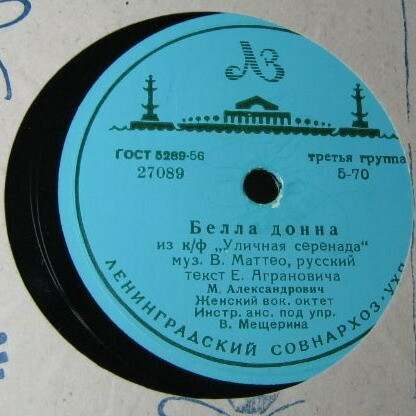 ЛЗ
ГОСТ 5289-56 третья группа
27089 5-70
Белла донна
из к/ф „Уличная серенада"
муз. В. Маттео, русский
текст Е. Аграновича
М. Александрович
Женский вок. октет
Инстр. анс. под упр.
В. Мещерина
ЛЕНИНГРАДСКИЙ СОВНАРХОЗ · УХП